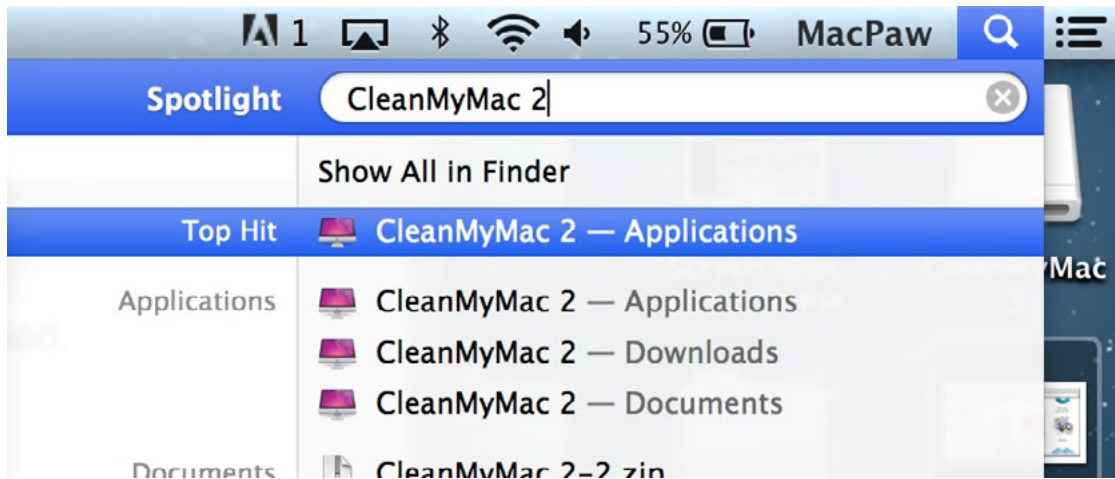 1 55% MacPaw
Spotlight CleanMyMac 2
Show All in Finder
Top Hit CleanMyMac 2 — Applications
Applications CleanMyMac 2 — Applications
CleanMyMac 2 — Downloads
CleanMyMac 2 — Documents
Documents CleanMyMac 2-2 zip
Mac